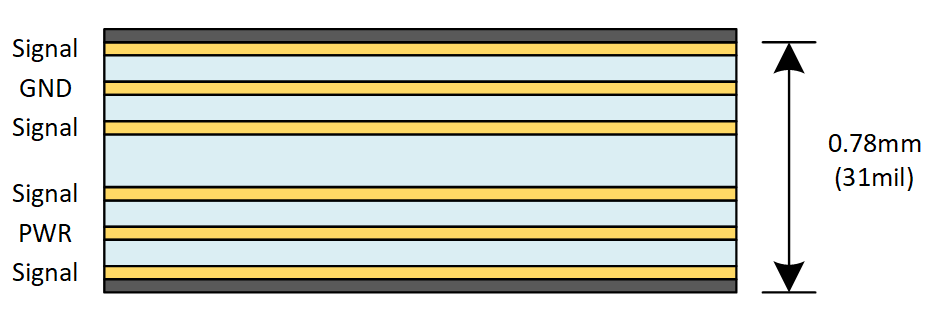 Signal
GND
Signal
Signal
PWR
Signal
0.78mm
(31mil)